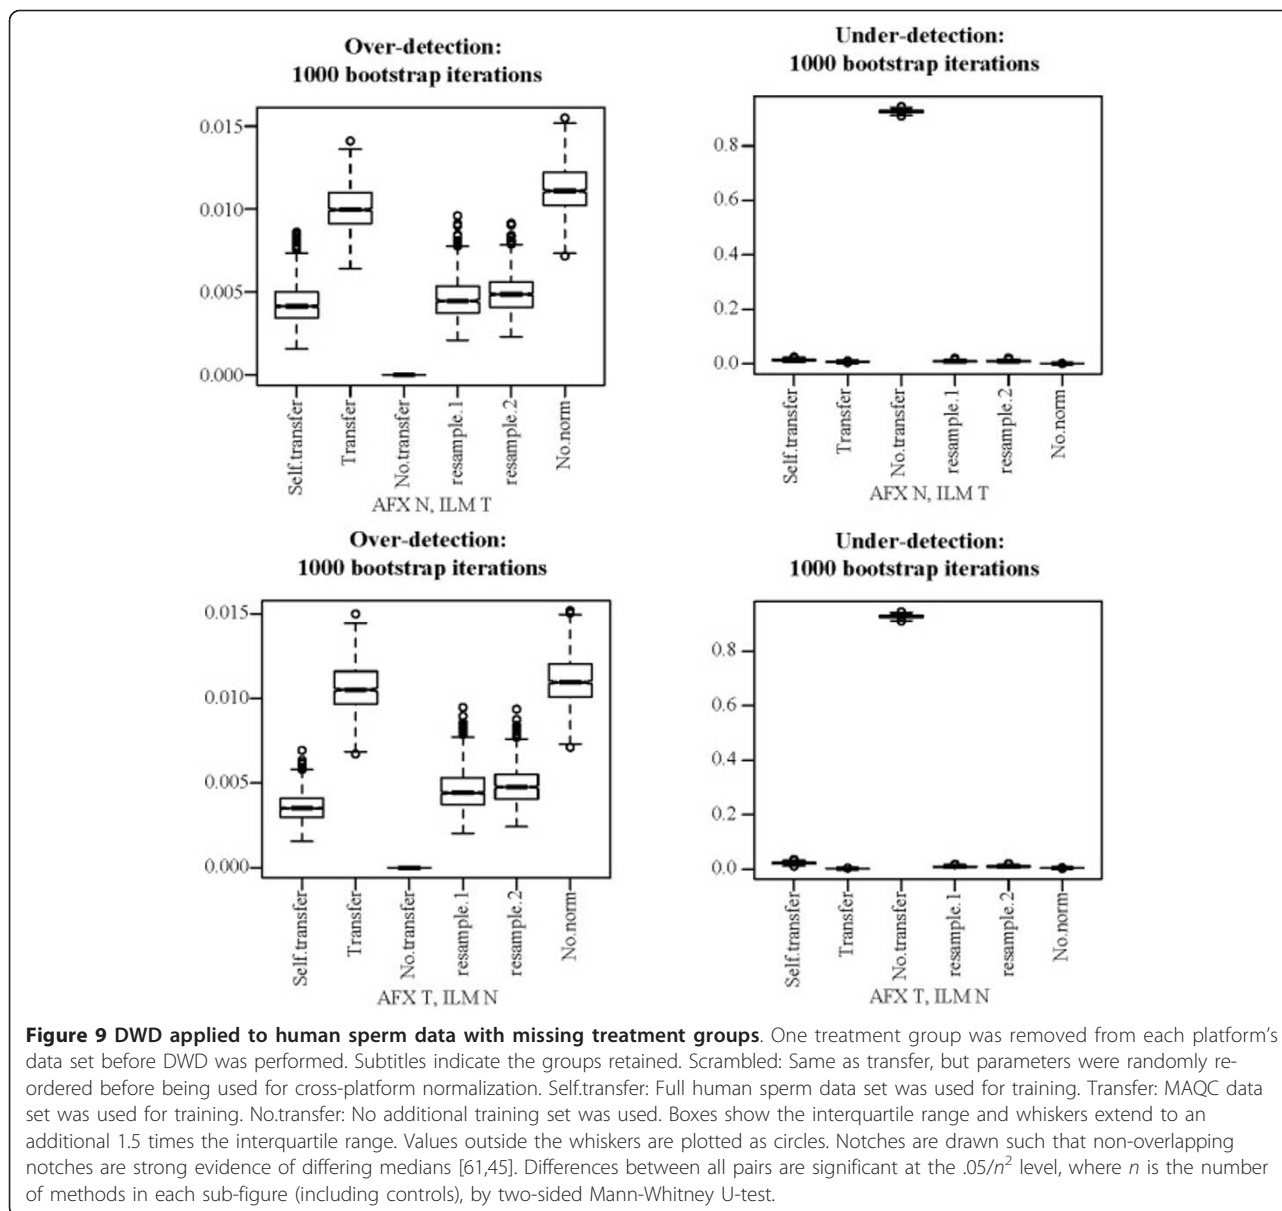 Over-detection:
1000 bootstrap iterations
0.015
0.010
0.005
0.000
Self.transfer
Transfer
No.transfer
resample.1
resample.2
No.norm
AFX N, ILM T
Under-detection:
1000 bootstrap iterations
0.8
0.6
0.4
0.2
0.0
Self.transfer
Transfer
No.transfer
resample.1
resample.2
No.norm
AFX N, ILM T
Over-detection:
1000 bootstrap iterations
0.015
0.010
0.005
0.000
Self.transfer
Transfer
No.transfer
resample.1
resample.2
No.norm
AFX T, ILM N
Under-detection:
1000 bootstrap iterations
0.8
0.6
0.4
0.2
0.0
Self.transfer
Transfer
No.transfer
resample.1
resample.2
No.norm
AFX T, ILM N
Figure 9 DWD applied to human sperm data with missing treatment groups. One treatment group was removed from each platform's
data set before DWD was performed. Subtitles indicate the groups retained. Scrambled: Same as transfer, but parameters were randomly re-
ordered before being used for cross-platform normalization. Self.transfer: Full human sperm data set was used for training. Transfer: MAQC data
set was used for training. No.transfer: No additional training set was used. Boxes show the interquartile range and whiskers extend to an
additional 1.5 times the interquartile range. Values outside the whiskers are plotted as circles. Notches are drawn such that non-overlapping
notches are strong evidence of differing medians [61,45]. Differences between all pairs are significant at the .05/n² level, where n is the number
of methods in each sub-figure (including controls), by two-sided Mann-Whitney U-test.